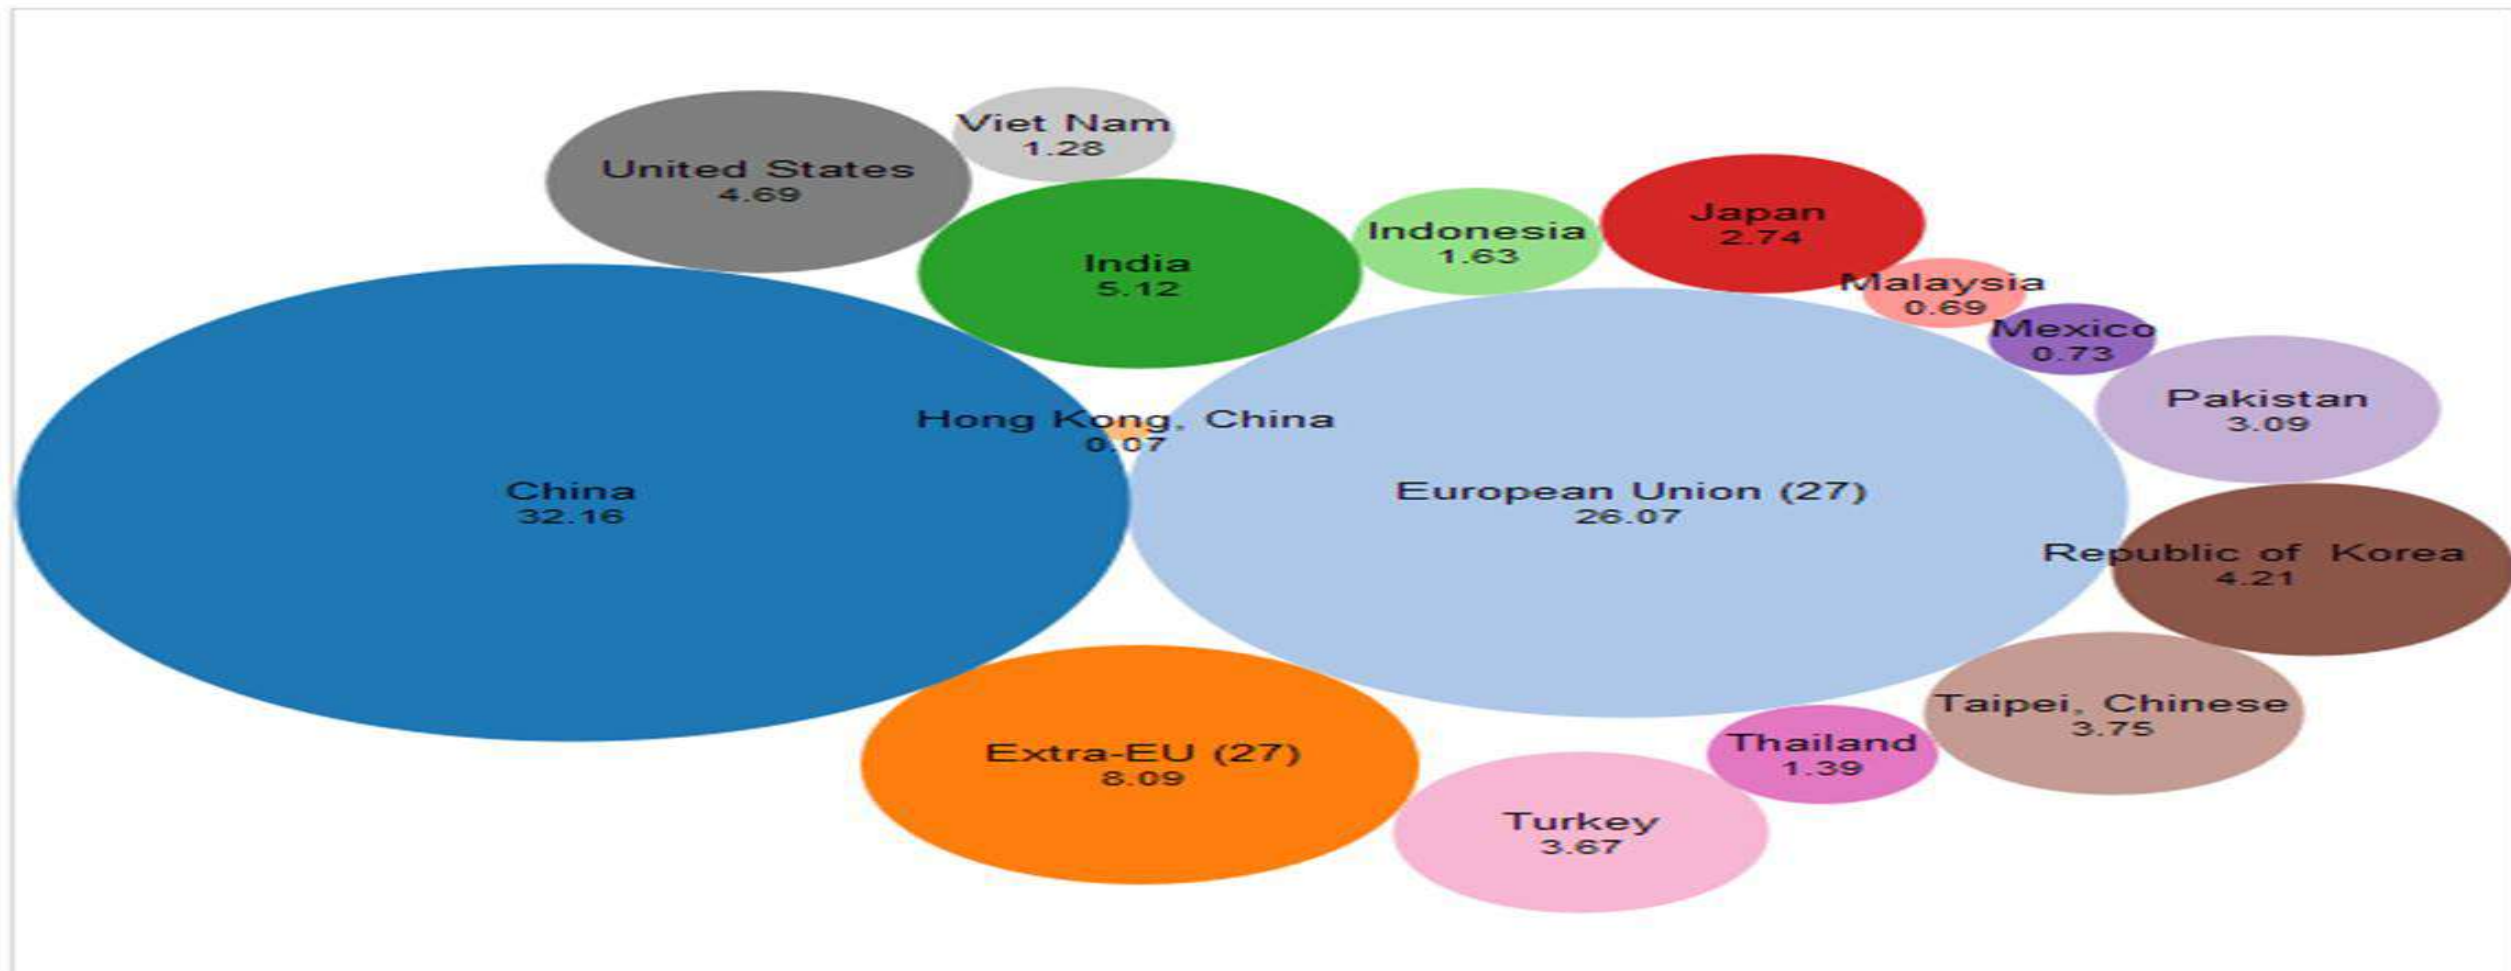 Viet Nam
1.28
United States
4.69
Japan
2.74
Indonesia
1.63
India
5.12
Malaysia
0.69
Mexico
0.73
Pakistan
3.09
Hong Kong, China
0.07
China
32.16
European Union (27)
26.07
Republic of Korea
4.21
Taipei, Chinese
3.75
Thailand
1.39
Extra-EU (27)
8.09
Turkey
3.67